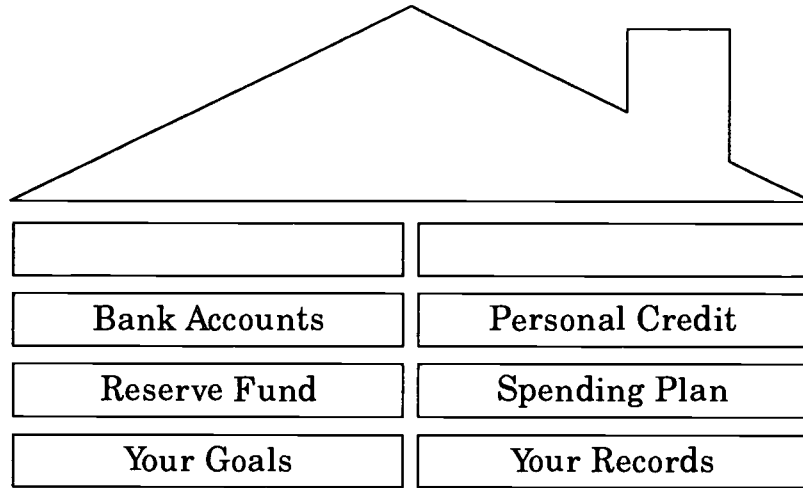 Bank Accounts
Personal Credit
Reserve Fund
Spending Plan
Your Goals
Your Records